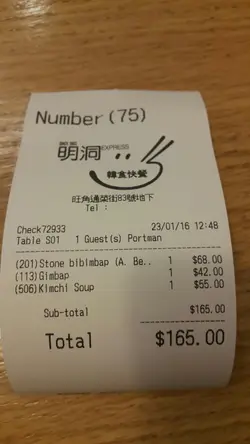 Number (75)
明洞 EXPRESS
韓食快餐
旺角通菜街83號地下
Tel :
Check72933 23/01/16 12:48
Table S01 1 Guest(s) Portman
(201)Stone bibimbap (A. Be.. 1 $68.00
(113)Gimbap 1 $42.00
(506)Kimchi Soup 1 $55.00
Sub-total $165.00
Total $165.00